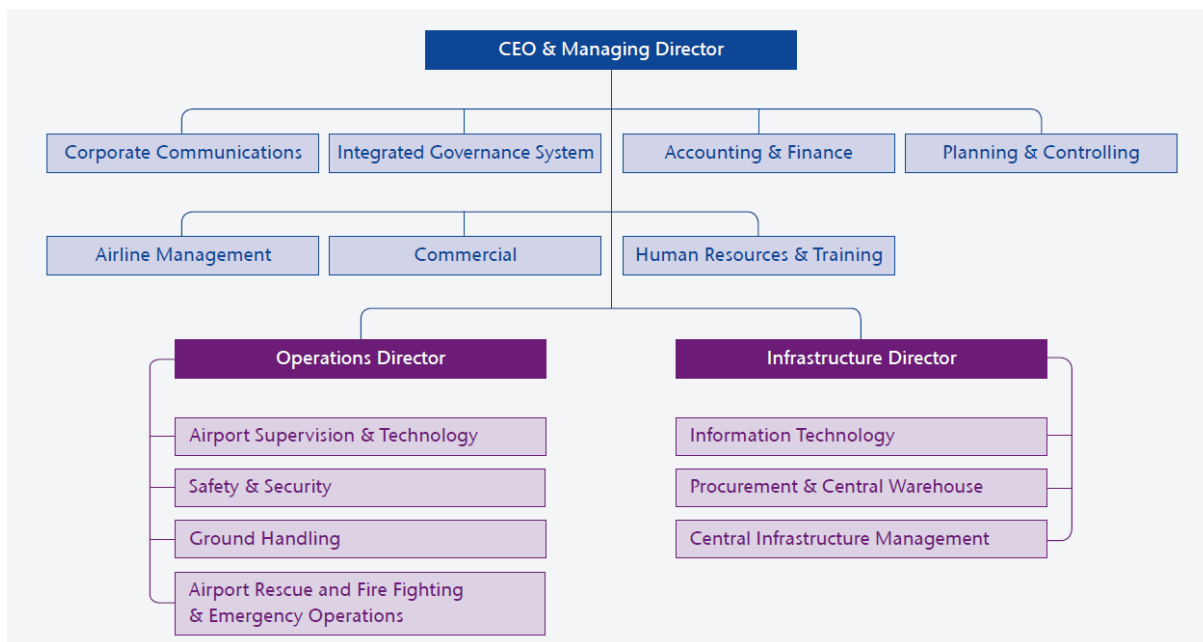 CEO & Managing Director
Corporate Communications
Integrated Governance System
Accounting & Finance
Planning & Controlling
Airline Management
Commercial
Human Resources & Training
Operations Director
Infrastructure Director
Airport Supervision & Technology
Safety & Security
Ground Handling
Airport Rescue and Fire Fighting
& Emergency Operations
Information Technology
Procurement & Central Warehouse
Central Infrastructure Management